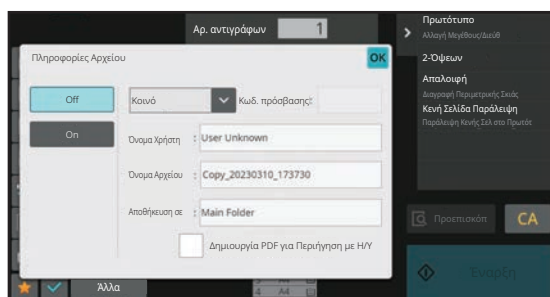 Αρ. αντιγράφων 1
Πληροφορίες Αρχείου OK
Off
On
Κοινό
Κωδ. πρόσβασης:
Όνομα Χρήστη : User Unknown
Όνομα Αρχείου : Copy_20230310_173730
Αποθήκευση σε : Main Folder
Δημιουργία PDF για Περιήγηση με Η/Υ
Πρωτότυπο
Αλλαγή Μεγέθους/Διεύθ
2-Όψεων
Απαλοιφή
Διαγραφή Περιμετρικής Σκιάς
Κενή Σελίδα Παράλειψη
Παράλειψη Κενής Σελ στο Πρωτότ
Προεπισκόπ
CA
Έναρξη
Άλλα
4 A4